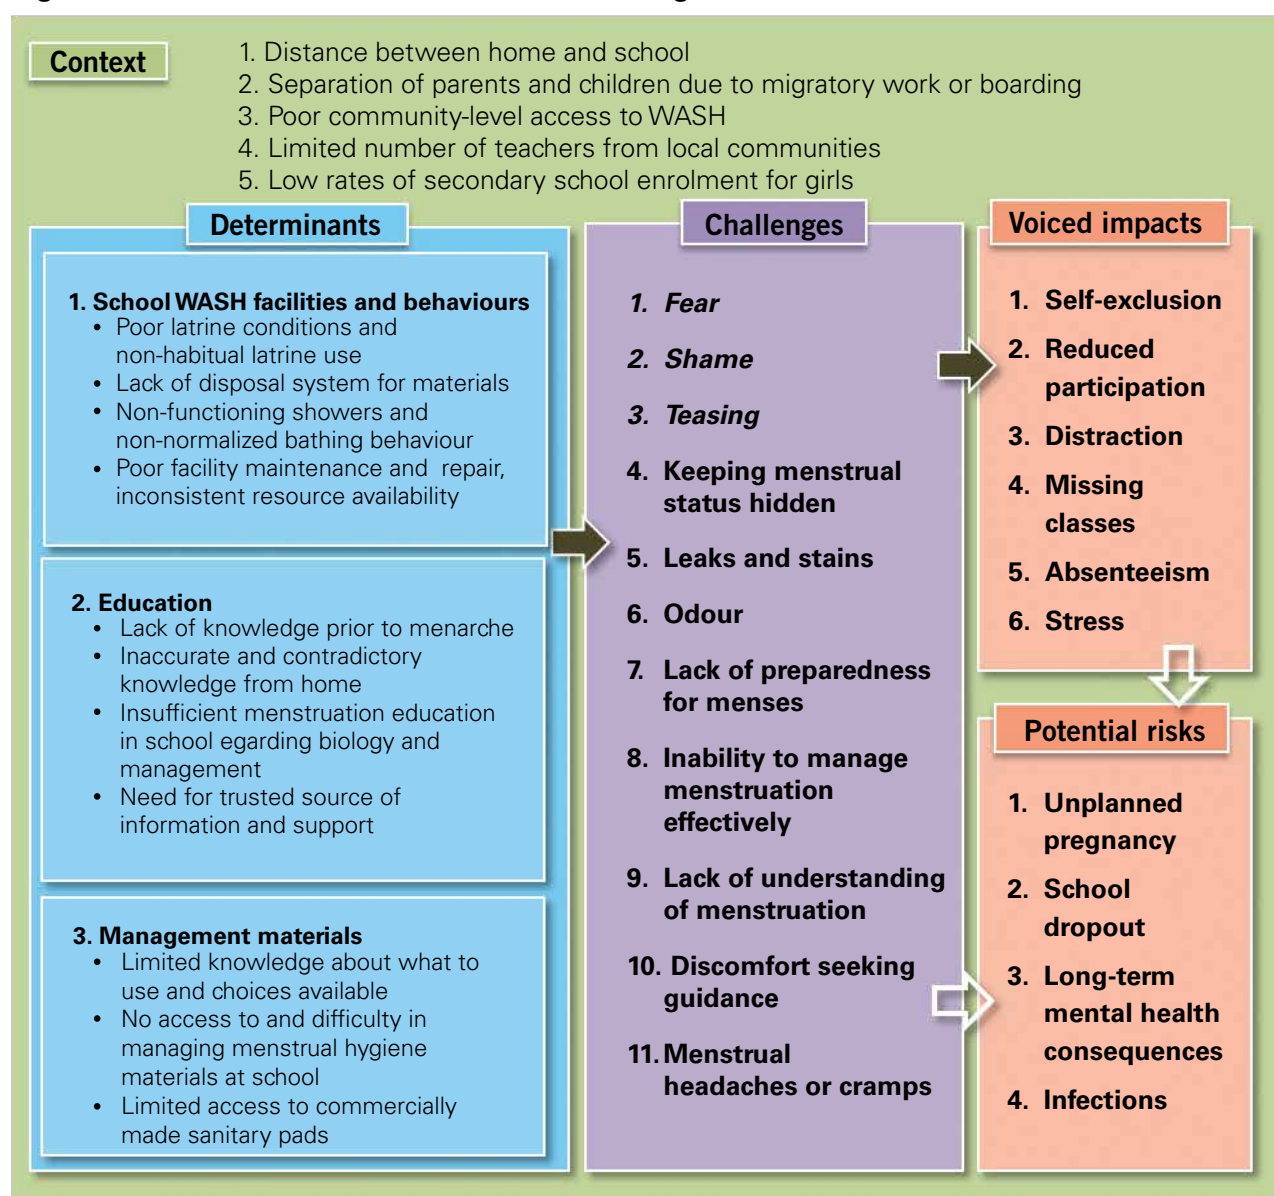 Context
1. Distance between home and school
2. Separation of parents and children due to migratory work or boarding
3. Poor community-level access to WASH
4. Limited number of teachers from local communities
5. Low rates of secondary school enrolment for girls
Determinants
1. School WASH facilities and behaviours
• Poor latrine conditions and
non-habitual latrine use
• Lack of disposal system for materials
• Non-functioning showers and
non-normalized bathing behaviour
• Poor facility maintenance and repair,
inconsistent resource availability
2. Education
• Lack of knowledge prior to menarche
• Inaccurate and contradictory
knowledge from home
• Insufficient menstruation education
in school egarding biology and
management
• Need for trusted source of
information and support
3. Management materials
• Limited knowledge about what to
use and choices available
• No access to and difficulty in
managing menstrual hygiene
materials at school
• Limited access to commercially
made sanitary pads
Challenges
1. Fear
2. Shame
3. Teasing
4. Keeping menstrual
status hidden
5. Leaks and stains
6. Odour
7. Lack of preparedness
for menses
8. Inability to manage
menstruation
effectively
9. Lack of understanding
of menstruation
10. Discomfort seeking
guidance
11. Menstrual
headaches or cramps
Voiced impacts
1. Self-exclusion
2. Reduced
participation
3. Distraction
4. Missing
classes
5. Absenteeism
6. Stress
Potential risks
1. Unplanned
pregnancy
2. School
dropout
3. Long-term
mental health
consequences
4. Infections